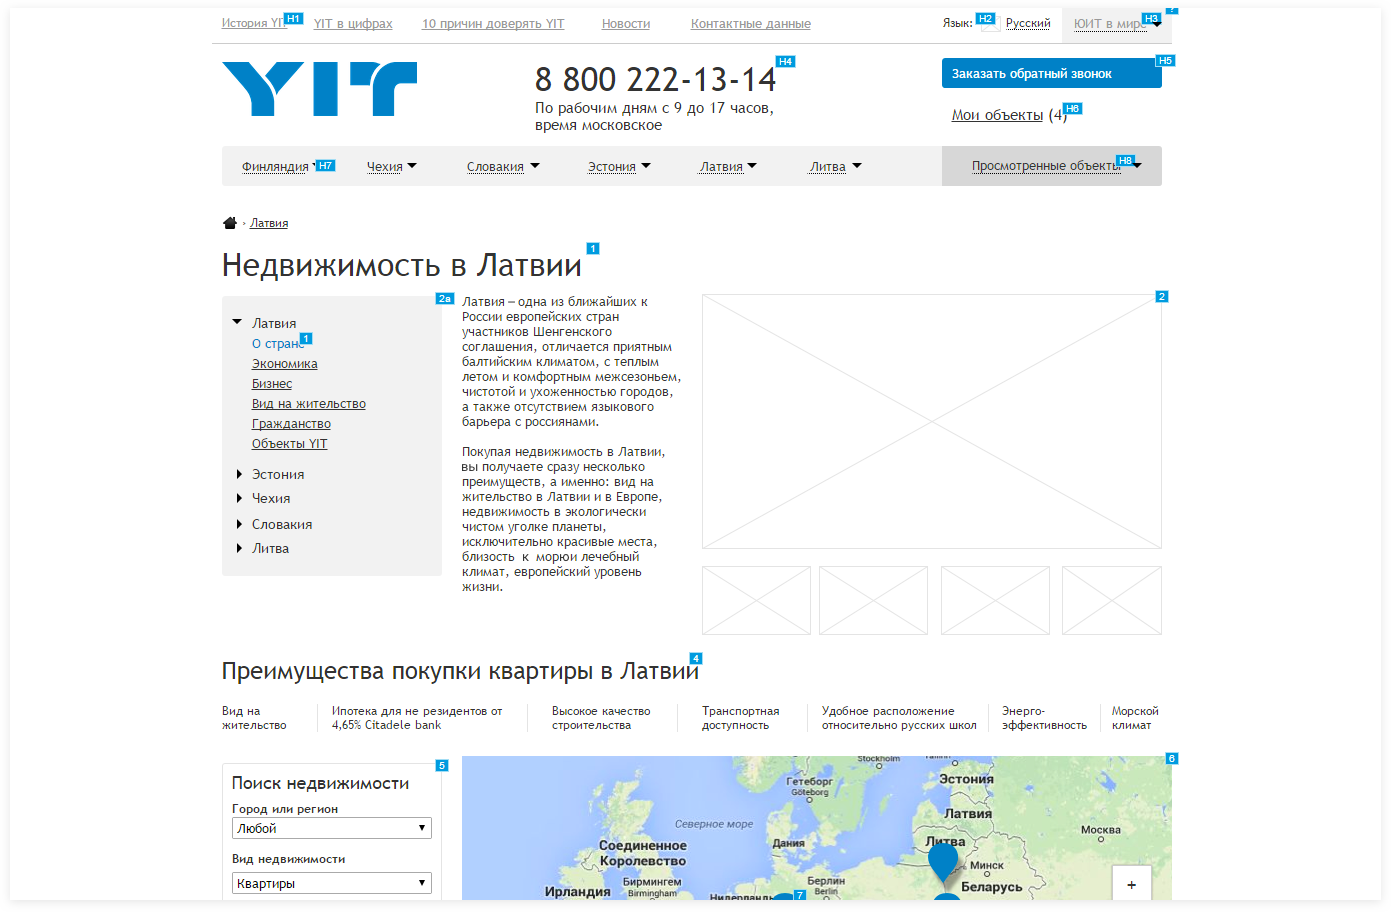 История YIT H1 YIT в цифрах 10 причин доверять YIT Новости Контактные данные Язык: H2 Русский ЮИТ в мире H3 ?
YIT
8 800 222-13-14 H4
По рабочим дням с 9 до 17 часов,
время московское
Заказать обратный звонок H5
Мои объекты (4) H6
Финляндия H7 Чехия Словакия Эстония Латвия Литва Просмотренные объекты H8
› Латвия
Недвижимость в Латвии 1
2в
Латвия
О стране 1
Экономика
Бизнес
Вид на жительство
Гражданство
Объекты YIT
Эстония
Чехия
Словакия
Литва
Латвия – одна из ближайших к
России европейских стран
участников Шенгенского
соглашения, отличается приятным
балтийским климатом, с теплым
летом и комфортным межсезоньем,
чистотой и ухоженностью городов,
а также отсутствием языкового
барьера с россиянами.
Покупая недвижимость в Латвии,
вы получаете сразу несколько
преимуществ, а именно: вид на
жительство в Латвии и в Европе,
недвижимость в экологически
чистом уголке планеты,
исключительно красивые места,
близость к морюи лечебный
климат, европейский уровень
жизни.
2
Преимущества покупки квартиры в Латвии 4
Вид на
жительство
Ипотека для не резидентов от
4,65% Citadele bank
Высокое качество
строительства
Транспортная
доступность
Удобное расположение
относительно русских школ
Энерго-
эффективность
Морской
климат
5
Поиск недвижимости
Город или регион
Любой
Вид недвижимости
Квартиры
6
Stockholm
Tallinn
Эстония
Гетеборг
Göteborg
Латвия
Северное море
Москва
Дания
Литва
Соединенное
Королевство
Минск
Бирмингем
Birmingham
Берлин
Berlin
Беларусь
Ирландия
Нидерланды
7
+